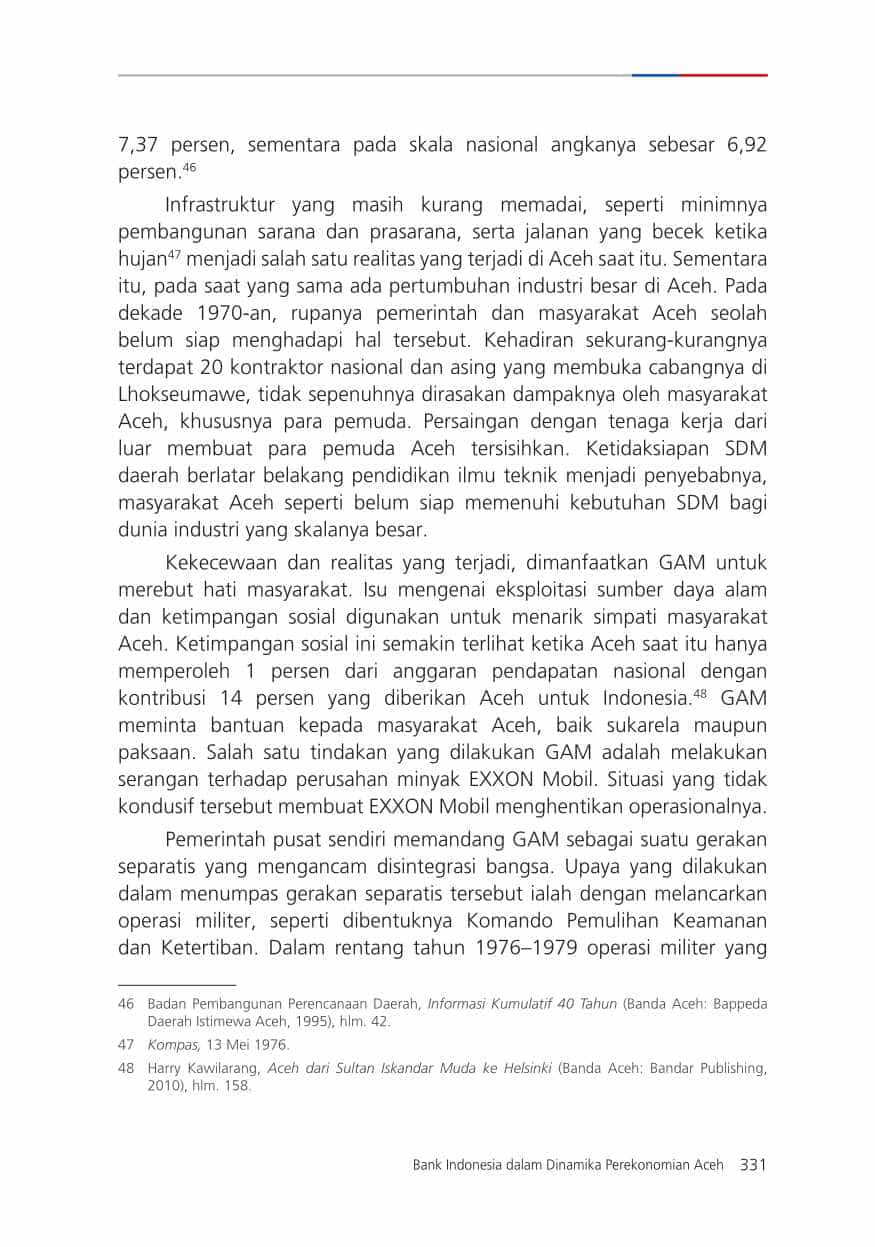 7,37 persen, sementara pada skala nasional angkanya sebesar 6,92
persen.46
Infrastruktur yang masih kurang memadai, seperti minimnya
pembangunan sarana dan prasarana, serta jalanan yang becek ketika
hujan47 menjadi salah satu realitas yang terjadi di Aceh saat itu. Sementara
itu, pada saat yang sama ada pertumbuhan industri besar di Aceh. Pada
dekade 1970-an, rupanya pemerintah dan masyarakat Aceh seolah
belum siap menghadapi hal tersebut. Kehadiran sekurang-kurangnya
terdapat 20 kontraktor nasional dan asing yang membuka cabangnya di
Lhokseumawe, tidak sepenuhnya dirasakan dampaknya oleh masyarakat
Aceh, khususnya para pemuda. Persaingan dengan tenaga kerja dari
luar membuat para pemuda Aceh tersisihkan. Ketidaksiapan SDM
daerah berlatar belakang pendidikan ilmu teknik menjadi penyebabnya,
masyarakat Aceh seperti belum siap memenuhi kebutuhan SDM bagi
dunia industri yang skalanya besar.
Kekecewaan dan realitas yang terjadi, dimanfaatkan GAM untuk
merebut hati masyarakat. Isu mengenai eksploitasi sumber daya alam
dan ketimpangan sosial digunakan untuk menarik simpati masyarakat
Aceh. Ketimpangan sosial ini semakin terlihat ketika Aceh saat itu hanya
memperoleh 1 persen dari anggaran pendapatan nasional dengan
kontribusi 14 persen yang diberikan Aceh untuk Indonesia.48 GAM
meminta bantuan kepada masyarakat Aceh, baik sukarela maupun
paksaan. Salah satu tindakan yang dilakukan GAM adalah melakukan
serangan terhadap perusahan minyak EXXON Mobil. Situasi yang tidak
kondusif tersebut membuat EXXON Mobil menghentikan operasionalnya.
Pemerintah pusat sendiri memandang GAM sebagai suatu gerakan
separatis yang mengancam disintegrasi bangsa. Upaya yang dilakukan
dalam menumpas gerakan separatis tersebut ialah dengan melancarkan
operasi militer, seperti dibentuknya Komando Pemulihan Keamanan
dan Ketertiban. Dalam rentang tahun 1976–1979 operasi militer yang
46 Badan Pembangunan Perencanaan Daerah, Informasi Kumulatif 40 Tahun (Banda Aceh: Bappeda
Daerah Istimewa Aceh, 1995), hlm. 42.
47 Kompas, 13 Mei 1976.
48 Harry Kawilarang, Aceh dari Sultan Iskandar Muda ke Helsinki (Banda Aceh: Bandar Publishing,
2010), hlm. 158.
Bank Indonesia dalam Dinamika Perekonomian Aceh 331